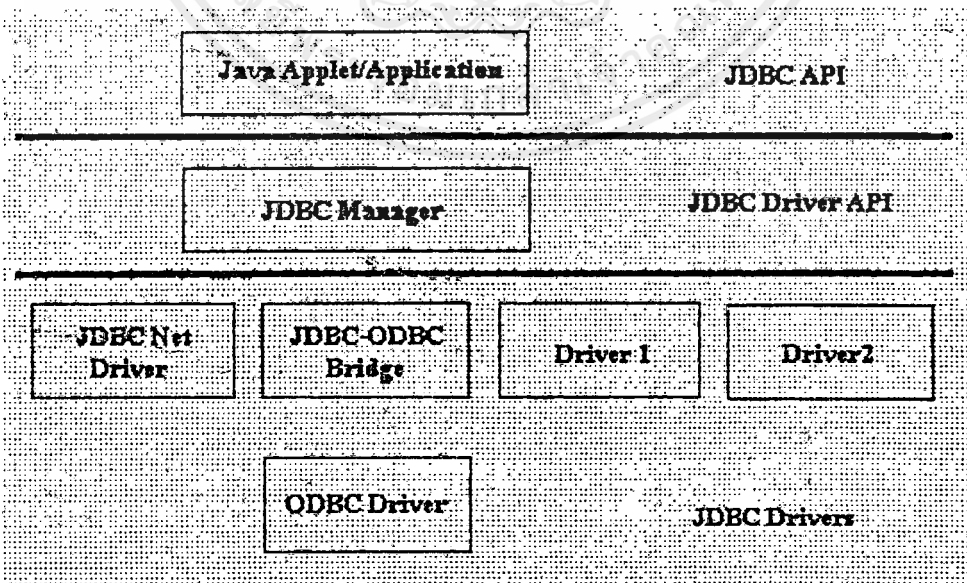 Java Applet/Application
JDBC API
JDBC Manager
JDBC Driver API
JDBC Net
Driver
JDBC-ODBC
Bridge
Driver 1
Driver2
ODBC Driver
JDBC Drivers